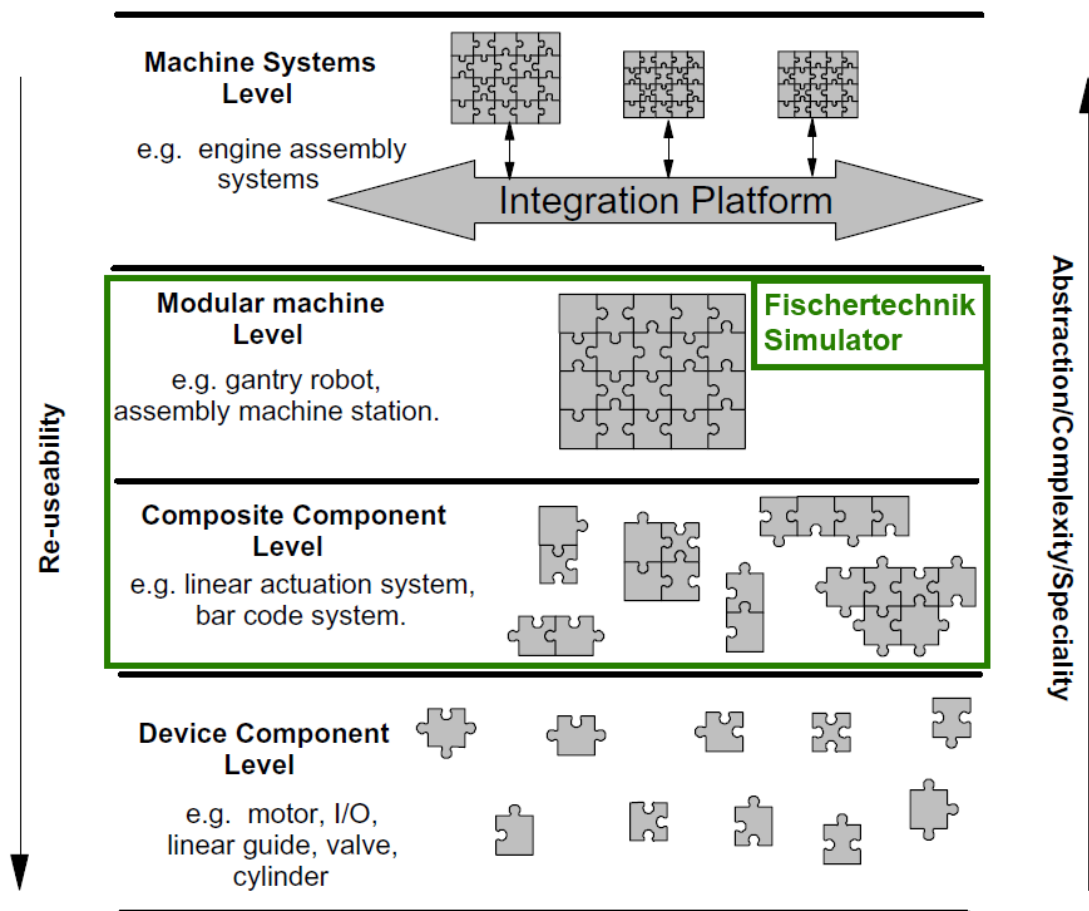 Machine Systems
Level
e.g. engine assembly
systems
Integration Platform
Modular machine
Level
e.g. gantry robot,
assembly machine station.
Fischertechnik
Simulator
Composite Component
Level
e.g. linear actuation system,
bar code system.
Device Component
Level
e.g. motor, I/O,
linear guide, valve,
cylinder
Re-useability
Abstraction/Complexity/Speciality